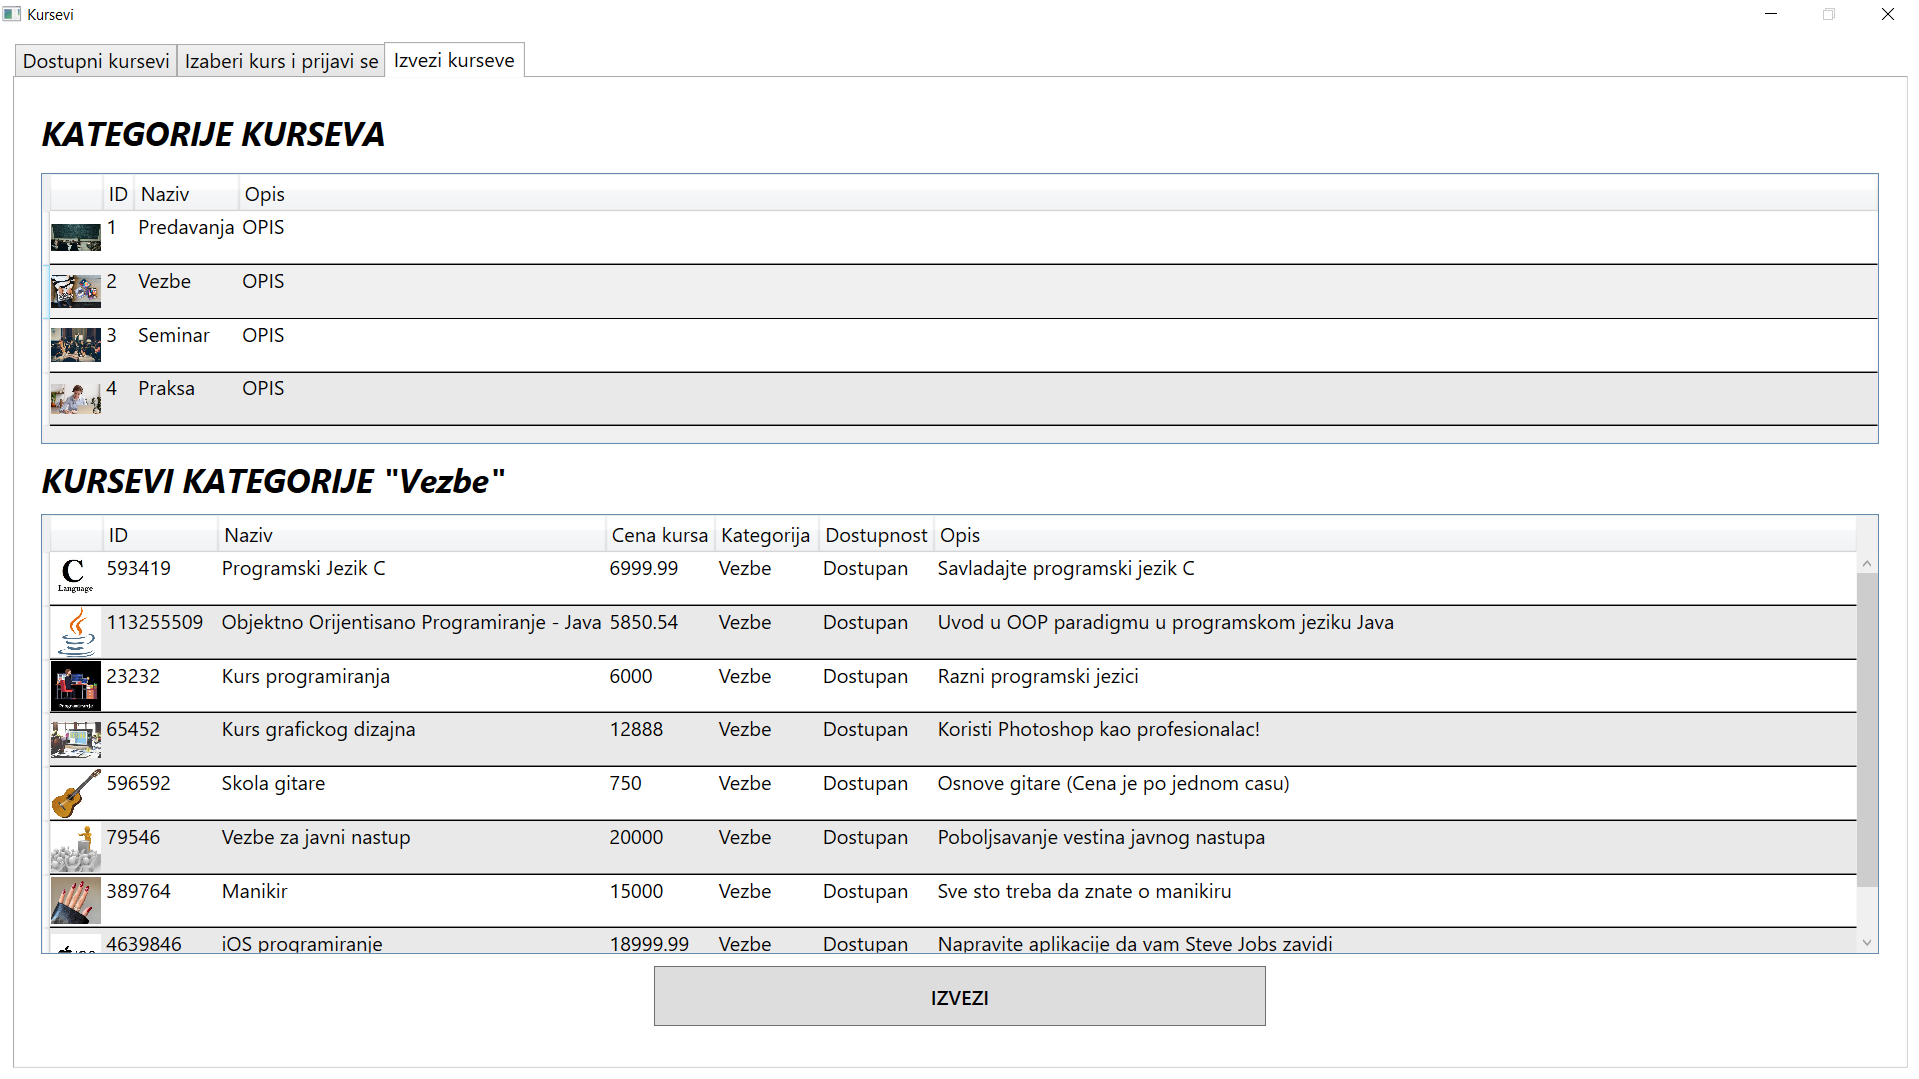 Kursevi
Dostupni kursevi Izaberi kurs i prijavi se Izvezi kurseve
KATEGORIJE KURSEVA
ID Naziv Opis
1 Predavanja OPIS
2 Vezbe OPIS
3 Seminar OPIS
4 Praksa OPIS
KURSEVI KATEGORIJE "Vezbe"
ID Naziv Cena kursa Kategorija Dostupnost Opis
C Language 593419 Programski Jezik C 6999.99 Vezbe Dostupan Savladajte programski jezik C
113255509 Objektno Orijentisano Programiranje - Java 5850.54 Vezbe Dostupan Uvod u OOP paradigmu u programskom jeziku Java
23232 Kurs programiranja 6000 Vezbe Dostupan Razni programski jezici
65452 Kurs grafickog dizajna 12888 Vezbe Dostupan Koristi Photoshop kao profesionalac!
596592 Skola gitare 750 Vezbe Dostupan Osnove gitare (Cena je po jednom casu)
79546 Vezbe za javni nastup 20000 Vezbe Dostupan Poboljsavanje vestina javnog nastupa
389764 Manikir 15000 Vezbe Dostupan Sve sto treba da znate o manikiru
4639846 iOS programiranje 18999.99 Vezbe Dostupan Napravite aplikacije da vam Steve Jobs zavidi
IZVEZI